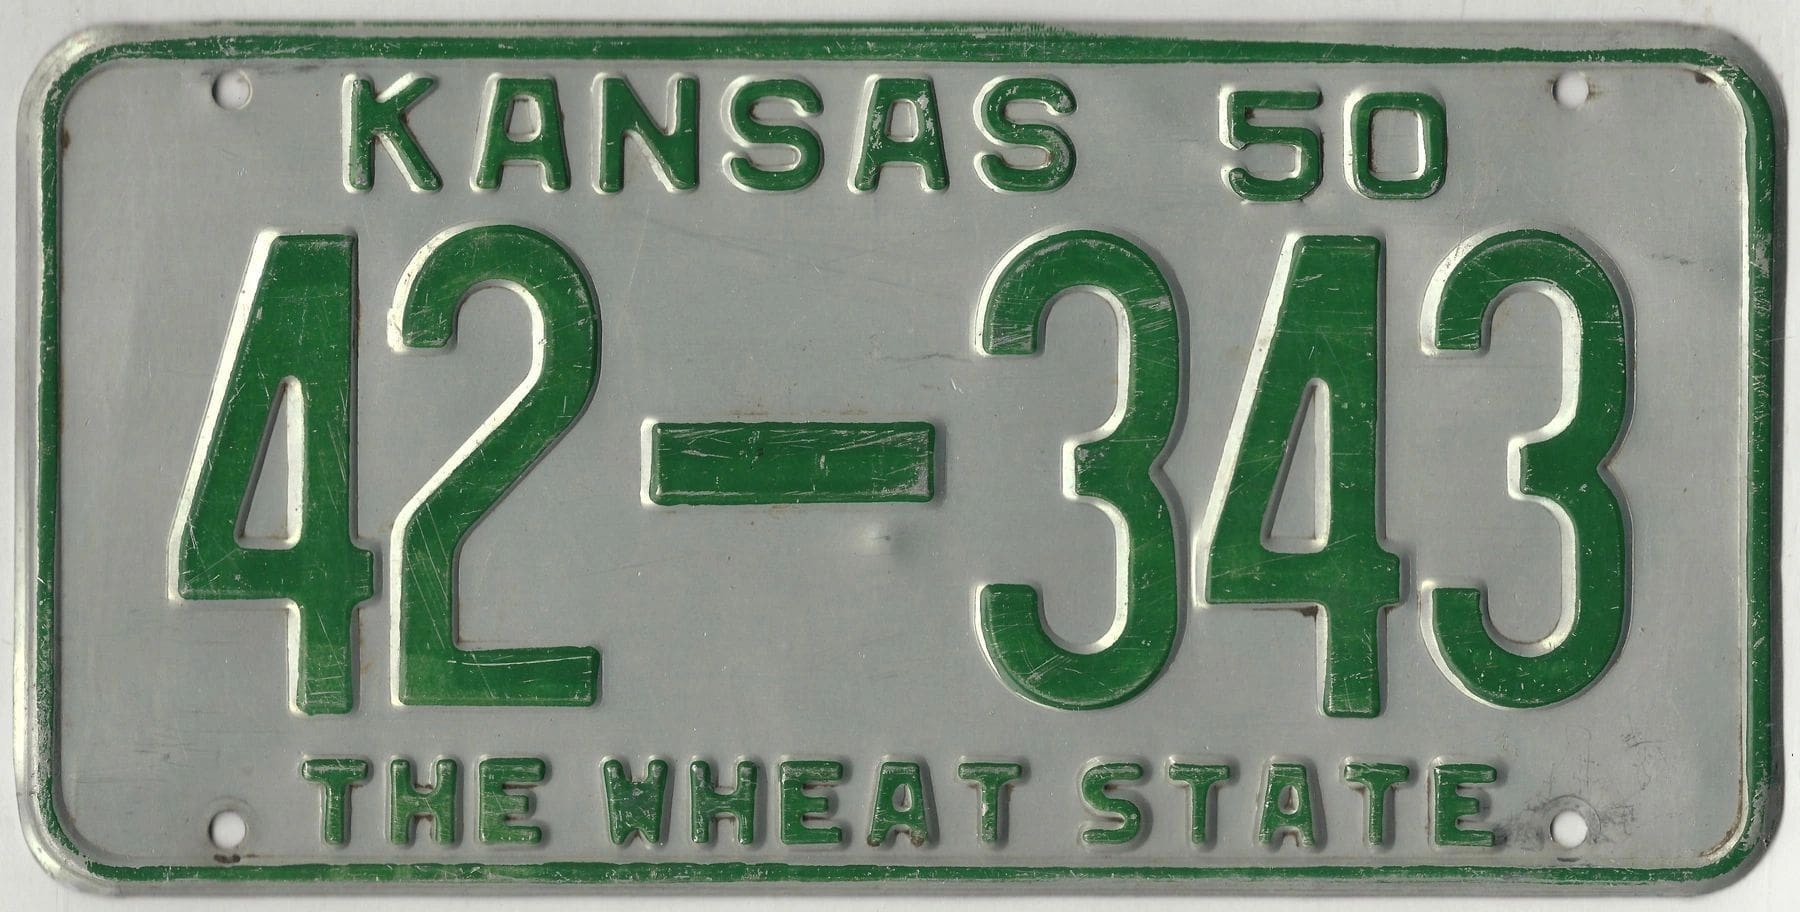 KANSAS 50
42-343
THE WHEAT STATE